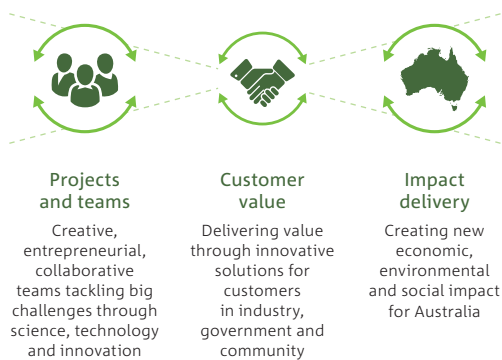 Projects
and teams
Creative,
entrepreneurial,
collaborative
teams tackling big
challenges through
science, technology
and innovation
Customer
value
Delivering value
through innovative
solutions for
customers
in industry,
government and
community
Impact
delivery
Creating new
economic,
environmental
and social impact
for Australia